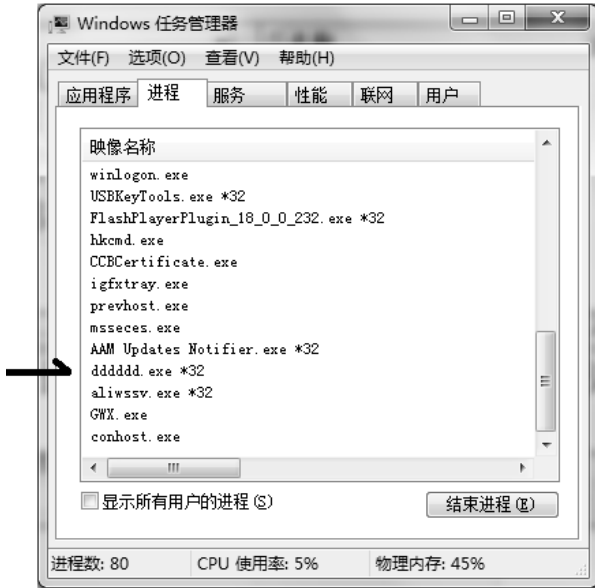 Windows 任务管理器
文件(F) 选项(O) 查看(V) 帮助(H)
应用程序 进程 服务 性能 联网 用户
映像名称
winlogon.exe
USBKeyTools.exe *32
FlashPlayerPlugin_18_0_0_232.exe *32
hkcmd.exe
CCBCertificate.exe
igfxtray.exe
prevhost.exe
msseces.exe
AAM Updates Notifier.exe *32
dddddd.exe *32
aliwssv.exe *32
GWX.exe
conhost.exe
显示所有用户的进程(S) 结束进程(E)
进程数: 80 CPU 使用率: 5% 物理内存: 45%